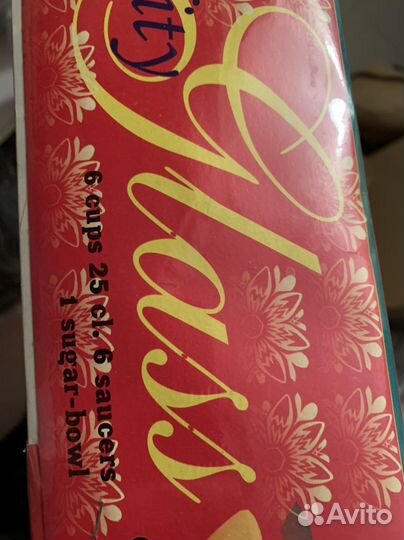 ity
Glass
6 cups 25 cl. 6 saucers
1 sugar-bowl
Avito